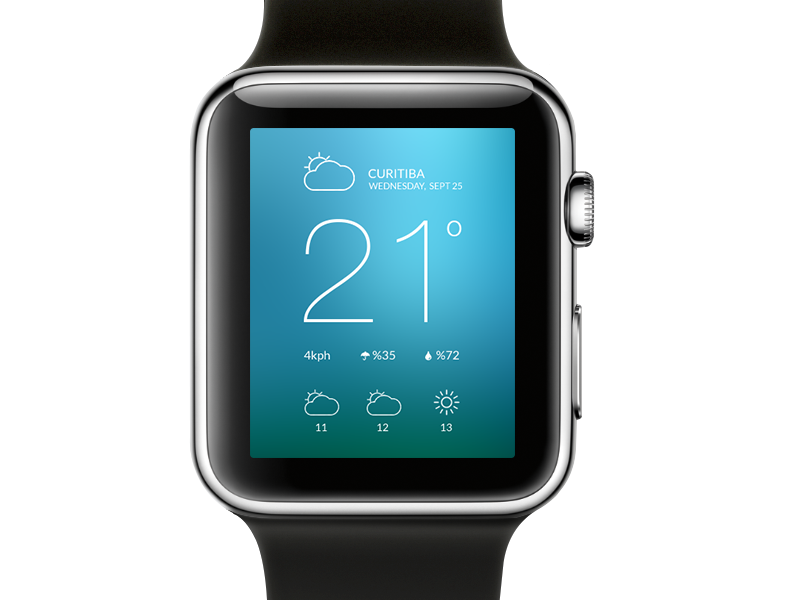 CURITIBA
WEDNESDAY, SEPT 25
21°
4kph %35 %72
11 12 13